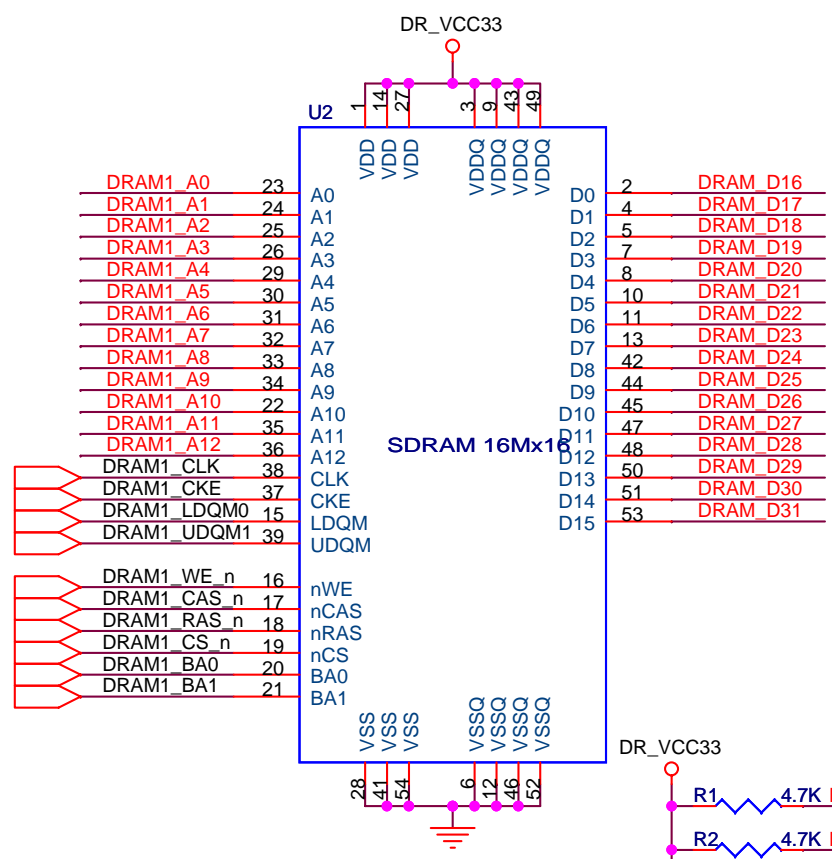 DR_VCC33
U2
1 14 27 3 9 43 49
VDD VDD VDD VDDQ VDDQ VDDQ VDDQ
DRAM1_A0 23 A0 D0 2 DRAM_D16
DRAM1_A1 24 A1 D1 4 DRAM_D17
DRAM1_A2 25 A2 D2 5 DRAM_D18
DRAM1_A3 26 A3 D3 7 DRAM_D19
DRAM1_A4 29 A4 D4 8 DRAM_D20
DRAM1_A5 30 A5 D5 10 DRAM_D21
DRAM1_A6 31 A6 D6 11 DRAM_D22
DRAM1_A7 32 A7 D7 13 DRAM_D23
DRAM1_A8 33 A8 D8 42 DRAM_D24
DRAM1_A9 34 A9 D9 44 DRAM_D25
DRAM1_A10 22 A10 D10 45 DRAM_D26
DRAM1_A11 35 A11 D11 47 DRAM_D27
DRAM1_A12 36 A12 SDRAM 16Mx16 D12 48 DRAM_D28
DRAM1_CLK 38 CLK D13 50 DRAM_D29
DRAM1_CKE 37 CKE D14 51 DRAM_D30
DRAM1_LDQM0 15 LDQM D15 53 DRAM_D31
DRAM1_UDQM1 39 UDQM
DRAM1_WE_n 16 nWE
DRAM1_CAS_n 17 nCAS
DRAM1_RAS_n 18 nRAS
DRAM1_CS_n 19 nCS
DRAM1_BA0 20 BA0
DRAM1_BA1 21 BA1
VSS VSS VSS VSSQ VSSQ VSSQ VSSQ
28 41 54 6 12 46 52
DR_VCC33
R1 4.7K
R2 4.7K